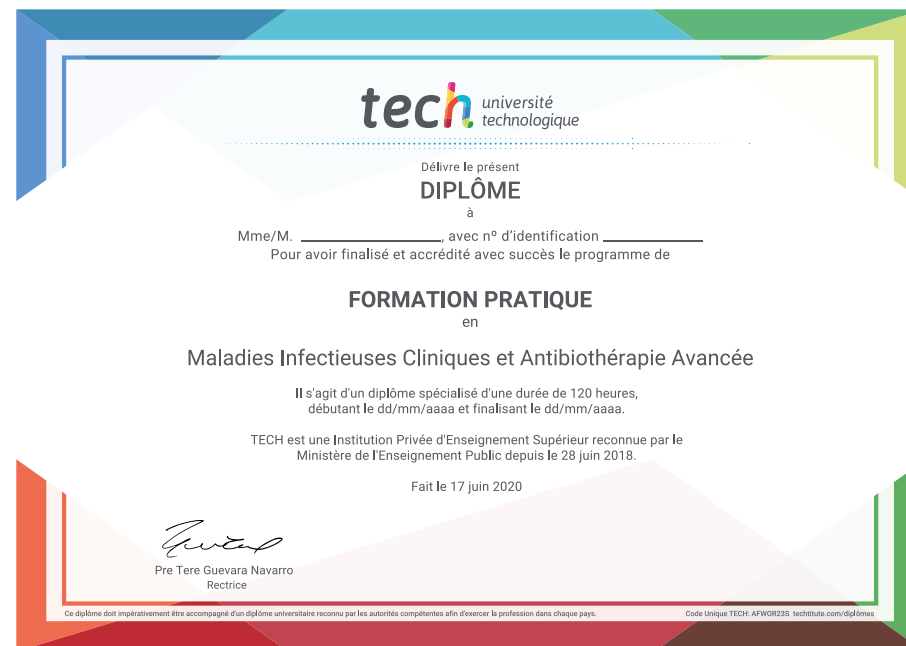 tech université
technologique
Délivre le présent
DIPLÔME
à
Mme/M. ____________________, avec nº d'identification ______________
Pour avoir finalisé et accrédité avec succès le programme de
FORMATION PRATIQUE
en
Maladies Infectieuses Cliniques et Antibiothérapie Avancée
Il s'agit d'un diplôme spécialisé d'une durée de 120 heures,
débutant le dd/mm/aaaa et finalisant le dd/mm/aaaa.
TECH est une Institution Privée d'Enseignement Supérieur reconnue par le
Ministère de l'Enseignement Public depuis le 28 juin 2018.
Fait le 17 juin 2020
Pre Tere Guevara Navarro
Rectrice
Ce diplôme doit impérativement être accompagné d'un diplôme universitaire reconnu par les autorités compétentes afin d'exercer la profession dans chaque pays.
Code Unique TECH: AFWOR23S techtitute.com/diplômes